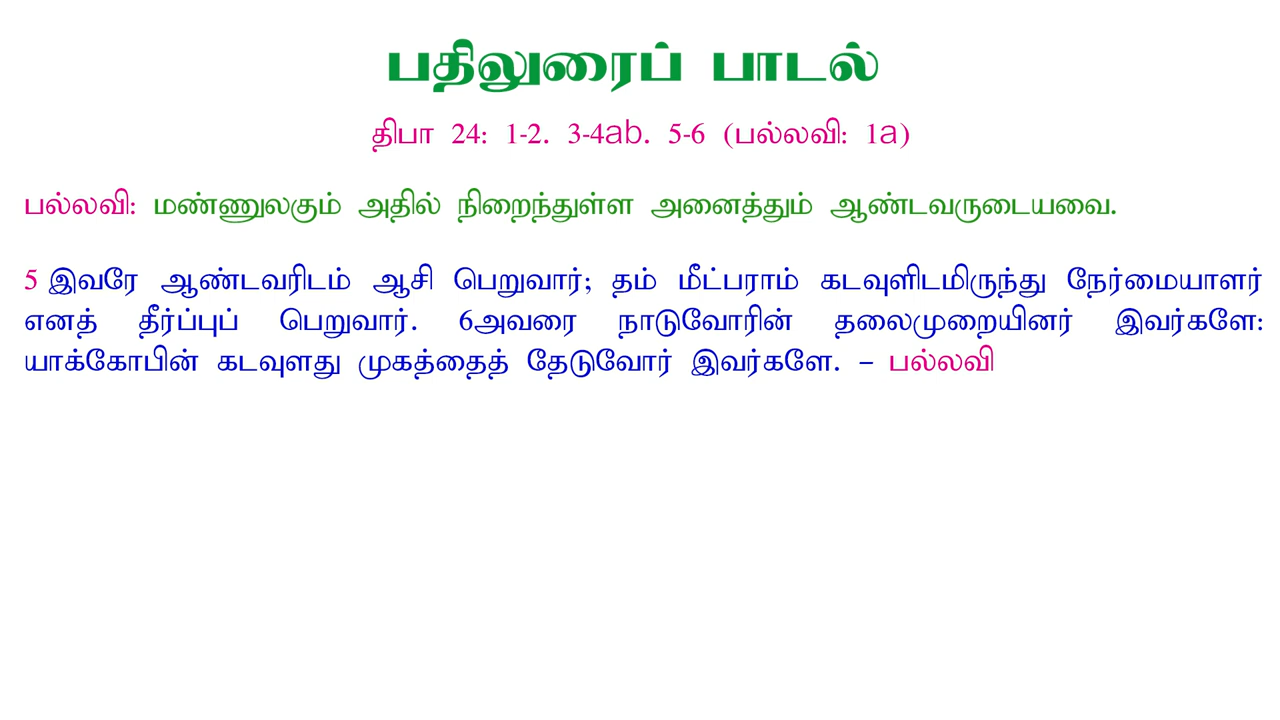 பதிலுரைப் பாடல்
திபா 24: 1-2. 3-4ab. 5-6 (பல்லவி: 1a)
பல்லவி: மண்ணுலகும் அதில் நிறைந்துள்ள அனைத்தும் ஆண்டவருடையவை.
5 இவரே ஆண்டவரிடம் ஆசி பெறுவார்; தம் மீட்பராம் கடவுளிடமிருந்து நேர்மையாளர்
எனத் தீர்ப்புப் பெறுவார். 6அவரை நாடுவோரின் தலைமுறையினர் இவர்களே:
யாக்கோபின் கடவுளது முகத்தைத் தேடுவோர் இவர்களே. – பல்லவி